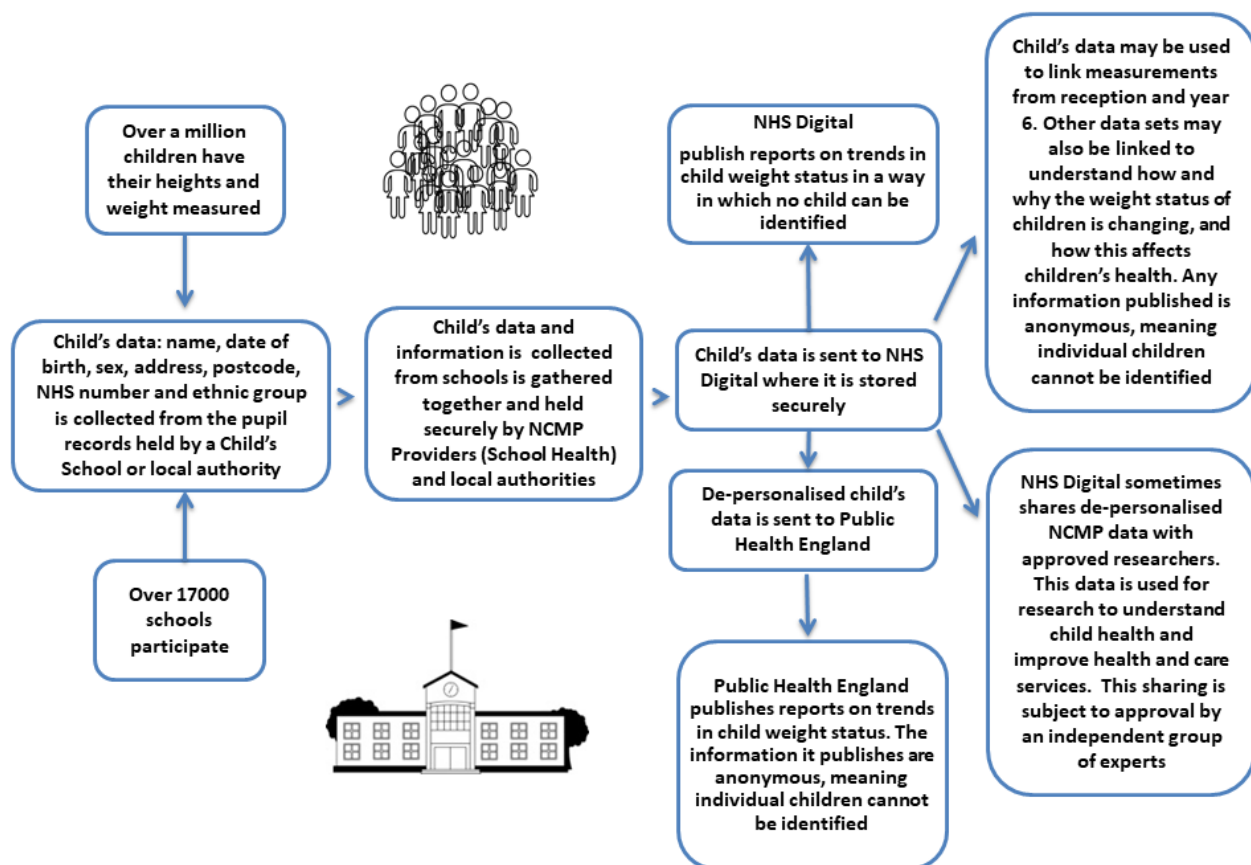 Over a million
children have
their heights and
weight measured
Child's data: name, date of
birth, sex, address, postcode,
NHS number and ethnic group
is collected from the pupil
records held by a Child's
School or local authority
Over 17000
schools
participate
Child's data and
information is collected
from schools is gathered
together and held
securely by NCMP
Providers (School Health)
and local authorities
NHS Digital
publish reports on trends in
child weight status in a way
in which no child can be
identified
Child's data is sent to NHS
Digital where it is stored
securely
De-personalised child's
data is sent to Public
Health England
Public Health England
publishes reports on trends
in child weight status. The
information it publishes are
anonymous, meaning
individual children cannot
be identified
Child's data may be used
to link measurements
from reception and year
6. Other data sets may
also be linked to
understand how and
why the weight status of
children is changing, and
how this affects
children's health. Any
information published is
anonymous, meaning
individual children
cannot be identified
NHS Digital sometimes
shares de-personalised
NCMP data with
approved researchers.
This data is used for
research to understand
child health and
improve health and care
services. This sharing is
subject to approval by
an independent group
of experts